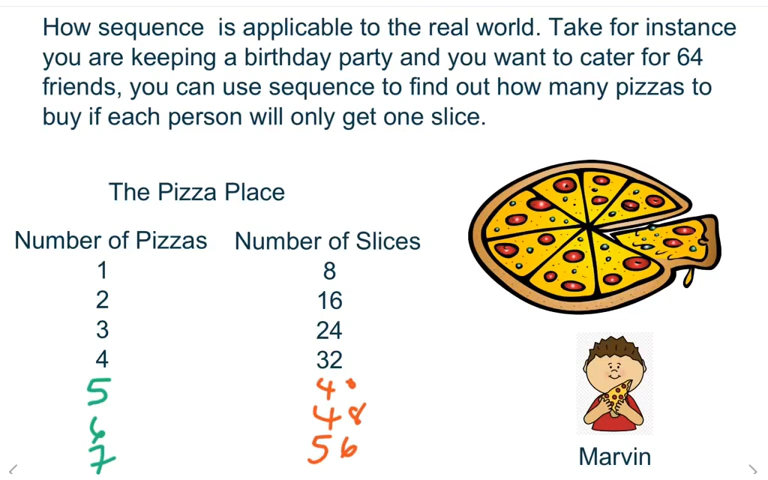 How sequence is applicable to the real world. Take for instance
you are keeping a birthday party and you want to cater for 64
friends, you can use sequence to find out how many pizzas to
buy if each person will only get one slice.
The Pizza Place
Number of Pizzas Number of Slices
1 8
2 16
3 24
4 32
5 40
6 48
7 56
Marvin